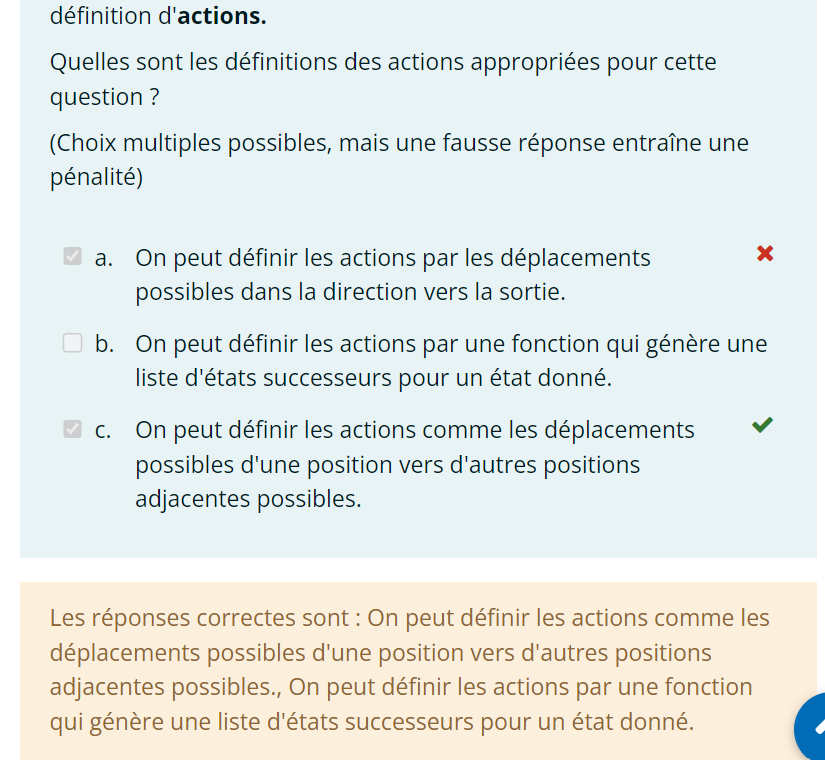 définition d'actions.
Quelles sont les définitions des actions appropriées pour cette
question ?
(Choix multiples possibles, mais une fausse réponse entraîne une
pénalité)
a. On peut définir les actions par les déplacements
possibles dans la direction vers la sortie.
b. On peut définir les actions par une fonction qui génère une
liste d'états successeurs pour un état donné.
c. On peut définir les actions comme les déplacements
possibles d'une position vers d'autres positions
adjacentes possibles.
Les réponses correctes sont : On peut définir les actions comme les
déplacements possibles d'une position vers d'autres positions
adjacentes possibles., On peut définir les actions par une fonction
qui génère une liste d'états successeurs pour un état donné.